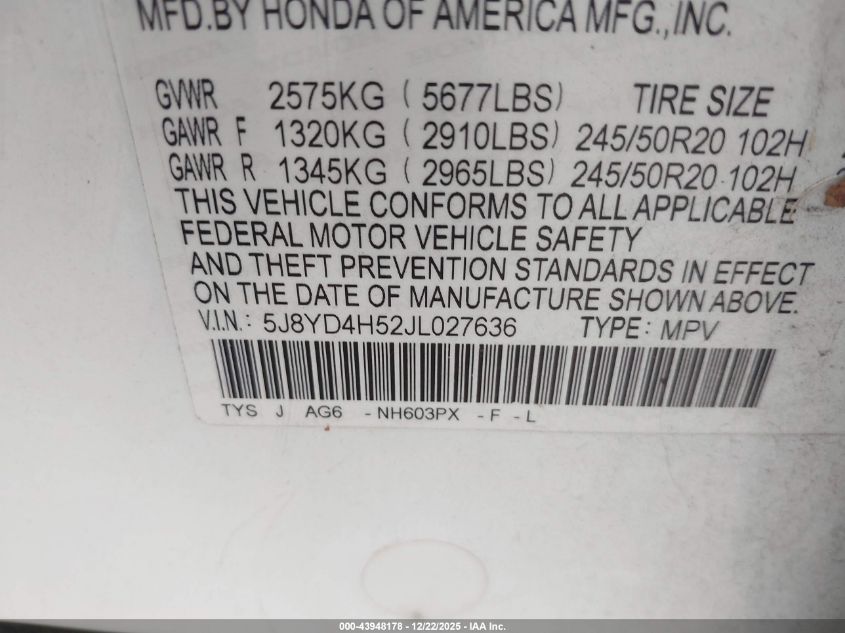 MFD.BY HONDA OF AMERICA MFG.,INC.
GVWR 2575KG ( 5677LBS) TIRE SIZE
GAWR F 1320KG ( 2910LBS) 245/50R20 102H
GAWR R 1345KG ( 2965LBS) 245/50R20 102H
THIS VEHICLE CONFORMS TO ALL APPLICABLE
FEDERAL MOTOR VEHICLE SAFETY
AND THEFT PREVENTION STANDARDS IN EFFECT
ON THE DATE OF MANUFACTURE SHOWN ABOVE.
V.I.N.: 5J8YD4H52JL027636 TYPE: MPV
TYS J AG6 -NH603PX -F -L
000-43948178 - 12/22/2025 - IAA Inc.